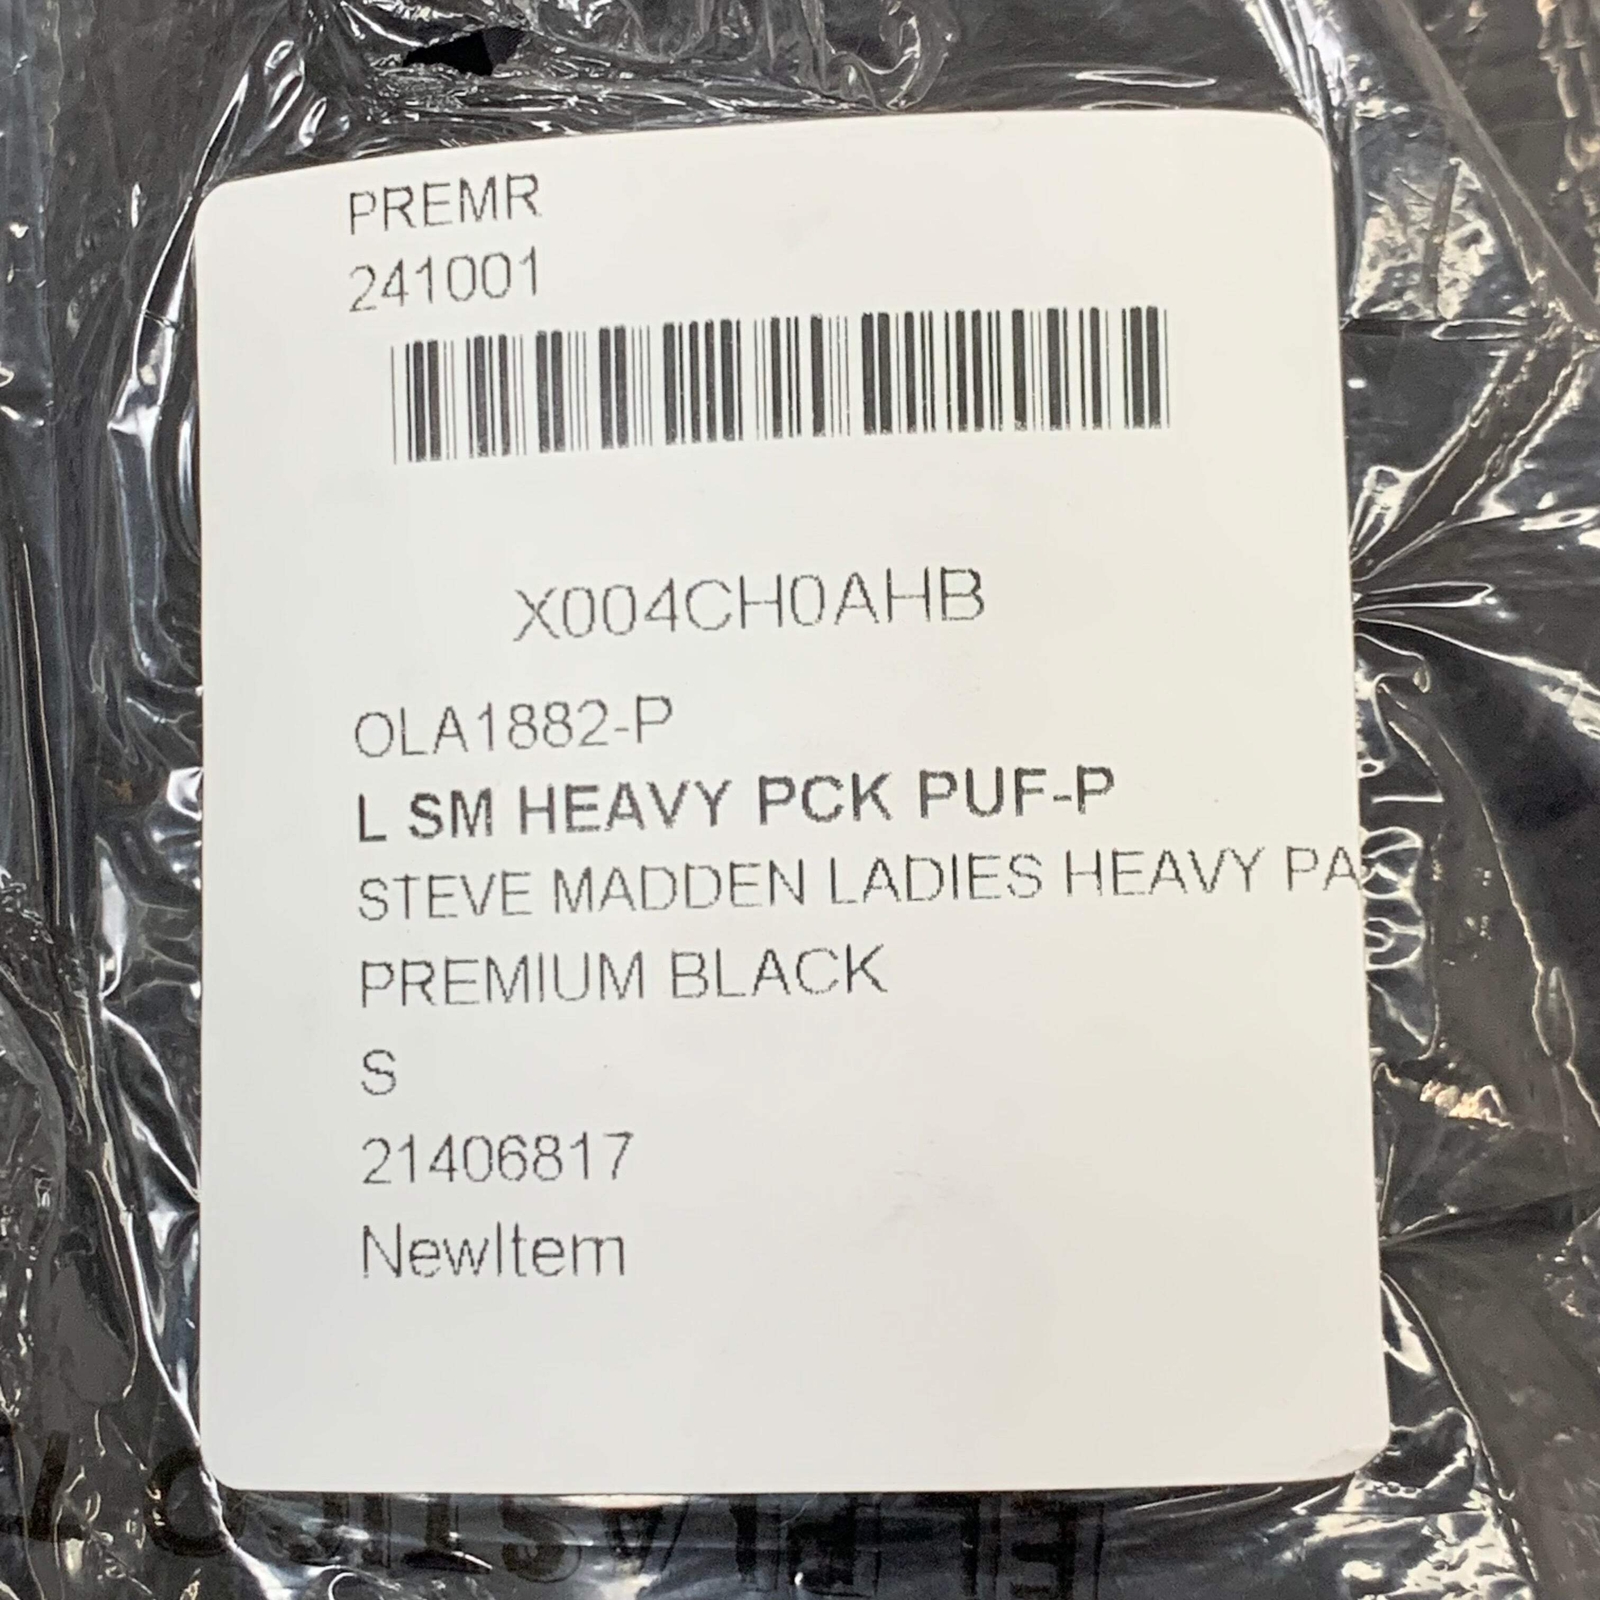 PREMR
241001
X004CH0AHB
OLA1882-P
L SM HEAVY PCK PUF-P
STEVE MADDEN LADIES HEAVY PA
PREMIUM BLACK
S
21406817
NewItem